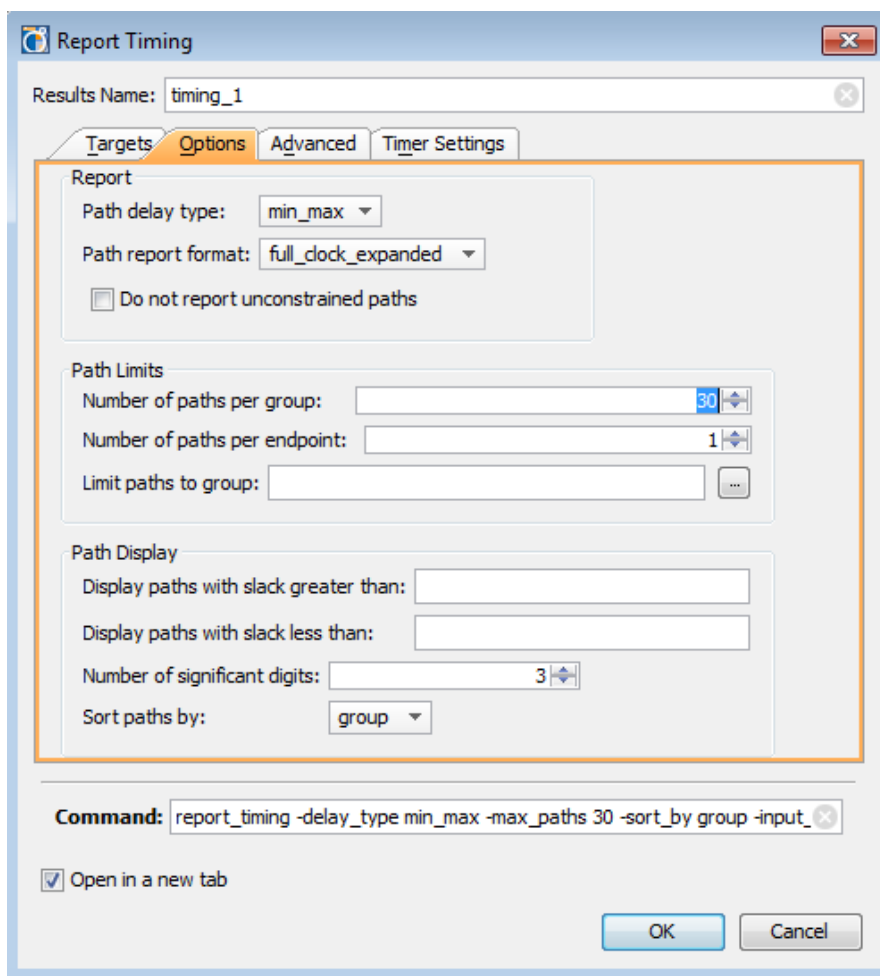 Report Timing
Results Name: timing_1
Targets Options Advanced Timer Settings
Report
Path delay type: min_max
Path report format: full_clock_expanded
Do not report unconstrained paths
Path Limits
Number of paths per group: 30
Number of paths per endpoint: 1
Limit paths to group: ...
Path Display
Display paths with slack greater than:
Display paths with slack less than:
Number of significant digits: 3
Sort paths by: group
Command: report_timing -delay_type min_max -max_paths 30 -sort_by group -input_
Open in a new tab
OK Cancel